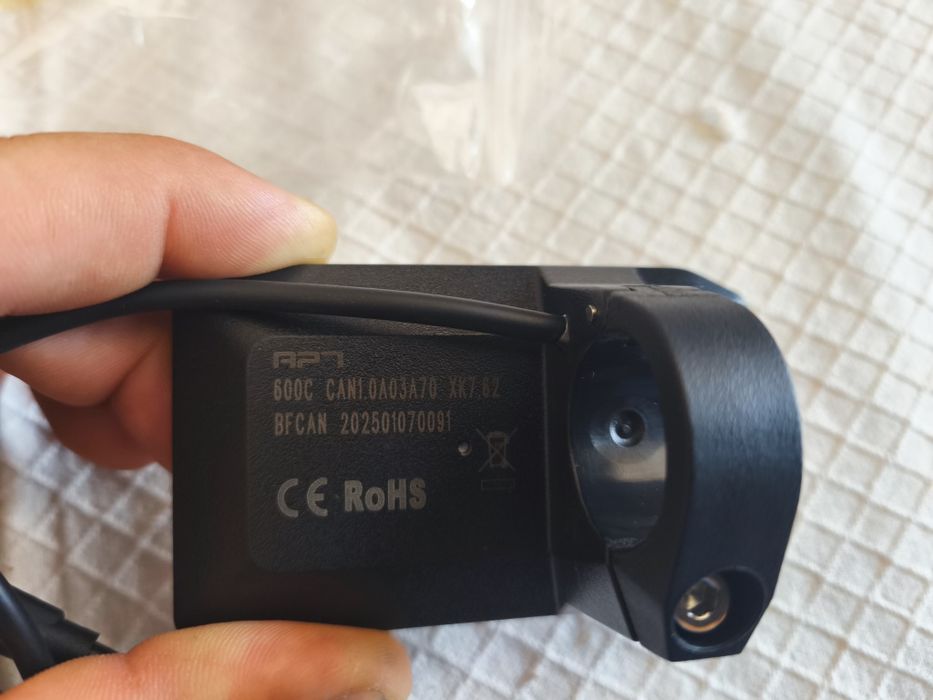 APT
600C CAN1.0A03A70 XK7.62
BFCAN 202501070091
CE RoHS